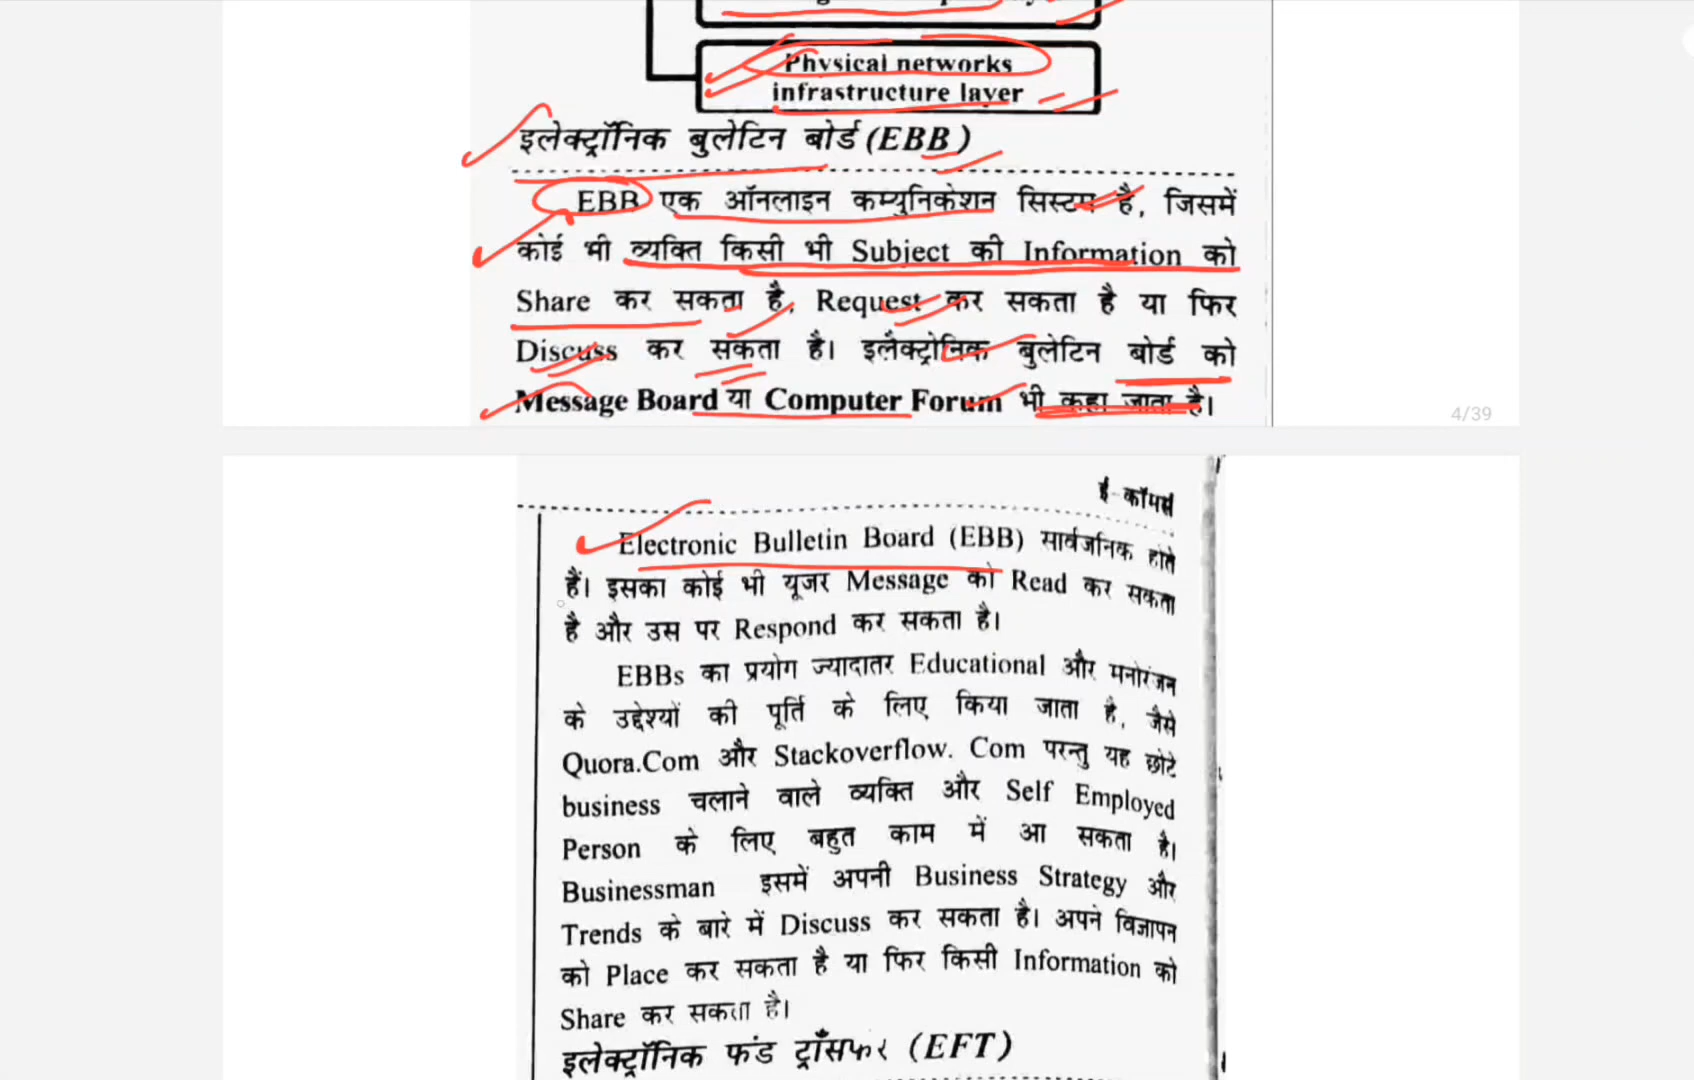 Physical networks
infrastructure layer
इलेक्ट्रॉनिक बुलेटिन बोर्ड (EBB)
EBB एक ऑनलाइन कम्युनिकेशन सिस्टम है, जिसमें
कोई भी व्यक्ति किसी भी Subject की Information को
Share कर सकता है, Request कर सकता है या फिर
Discuss कर सकता है। इलैक्ट्रोनिक बुलेटिन बोर्ड को
Message Board या Computer Forum भी कहा जाता है।
4/39
ई-कॉमर्स
Electronic Bulletin Board (EBB) सार्वजनिक होते
हैं। इसका कोई भी यूजर Message को Read कर सकता
है और उस पर Respond कर सकता है।
EBBs का प्रयोग ज्यादातर Educational और मनोरंजन
के उद्देश्यों की पूर्ति के लिए किया जाता है, जैसे
Quora.Com और Stackoverflow. Com परन्तु यह छोटे
business चलाने वाले व्यक्ति और Self Employed
Person के लिए बहुत काम में आ सकता है।
Businessman इसमें अपनी Business Strategy और
Trends के बारे में Discuss कर सकता है। अपने विज्ञापन
को Place कर सकता है या फिर किसी Information को
Share कर सकता है।
इलेक्ट्रॉनिक फंड ट्राँसफर (EFT)